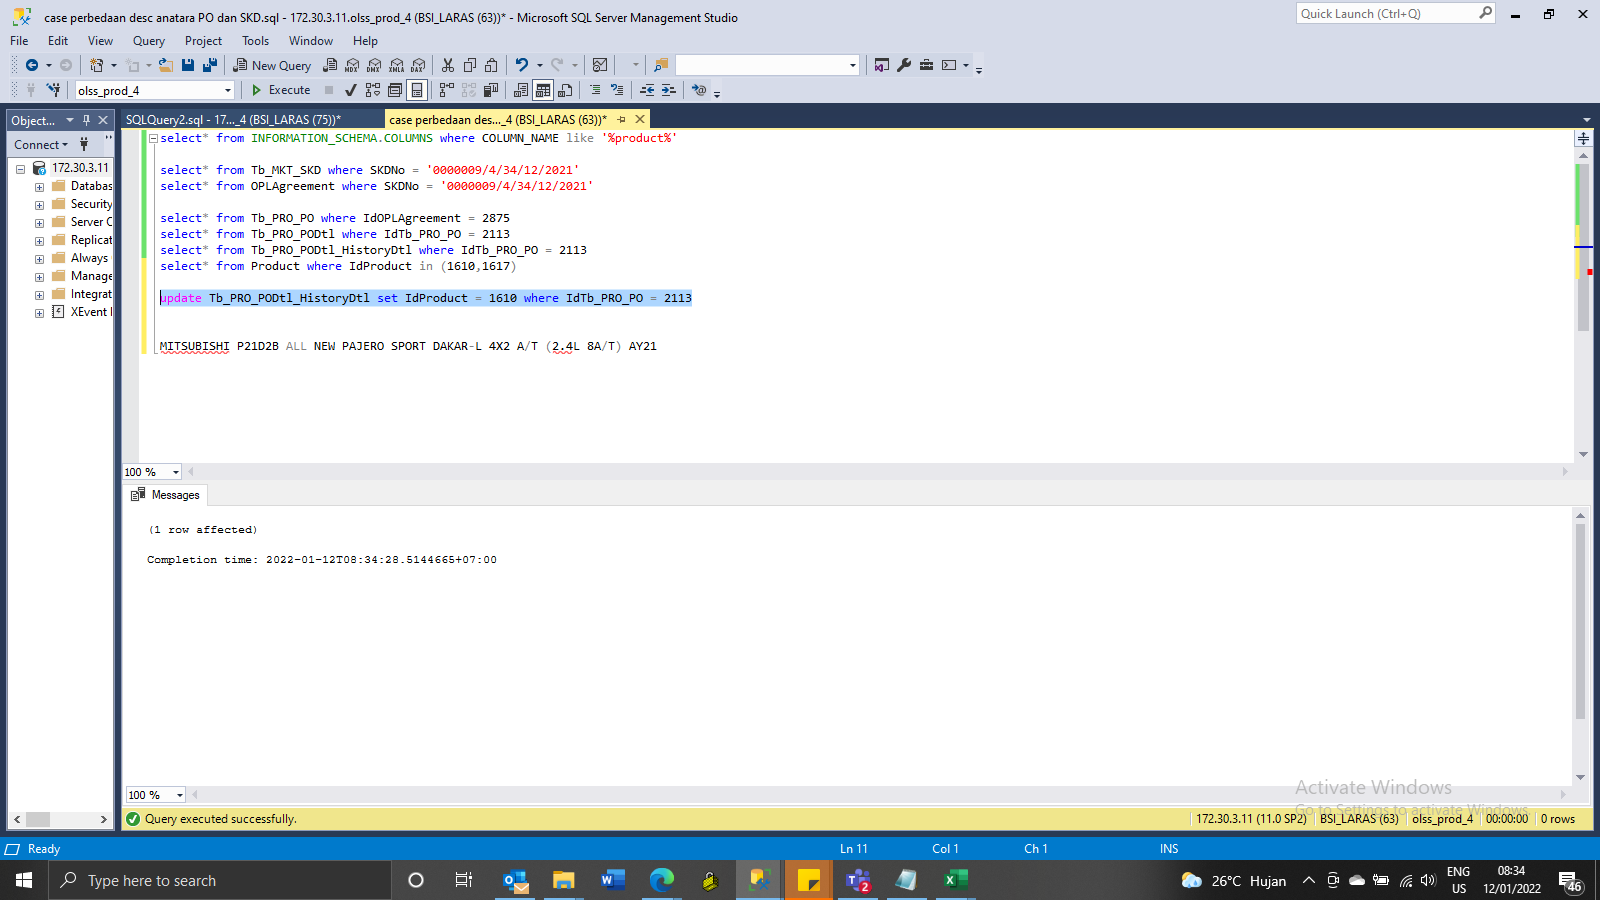 case perbedaan desc anatara PO dan SKD.sql - 172.30.3.11.olss_prod_4 (BSI_LARAS (63))* - Microsoft SQL Server Management Studio
Quick Launch (Ctrl+Q)
File Edit View Query Project Tools Window Help
New Query
MDX DMX XMLA DAX
olss_prod_4
Execute
Object...
SQLQuery2.sql - 17..._4 (BSI_LARAS (75))*
case perbedaan des..._4 (BSI_LARAS (63))*
Connect
172.30.3.11
Databas
Security
Server C
Replicat
Always
Manage
Integrat
XEvent
select* from INFORMATION_SCHEMA.COLUMNS where COLUMN_NAME like '%product%'
select* from Tb_MKT_SKD where SKDNo = '0000009/4/34/12/2021'
select* from OPLAgreement where SKDNo = '0000009/4/34/12/2021'
select* from Tb_PRO_PO where IdOPLAgreement = 2875
select* from Tb_PRO_PODtl where IdTb_PRO_PO = 2113
select* from Tb_PRO_PODtl_HistoryDtl where IdTb_PRO_PO = 2113
select* from Product where IdProduct in (1610,1617)
update Tb_PRO_PODtl_HistoryDtl set IdProduct = 1610 where IdTb_PRO_PO = 2113
MITSUBISHI P21D2B ALL NEW PAJERO SPORT DAKAR-L 4X2 A/T (2.4L 8A/T) AY21
100 %
Messages
(1 row affected)
Completion time: 2022-01-12T08:34:28.5144665+07:00
100 %
Activate Windows
Go to Settings to activate Windows.
Query executed successfully.
172.30.3.11 (11.0 SP2) BSI_LARAS (63) olss_prod_4 00:00:00 0 rows
Ready
Ln 11 Col 1 Ch 1 INS
Type here to search
2
26°C Hujan
ENG
US
08:34
12/01/2022
46